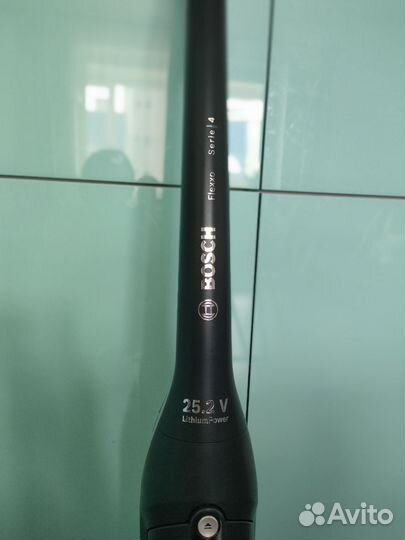 Flexxo Serie | 4
BOSCH
25.2 V
LithiumPower
Avito